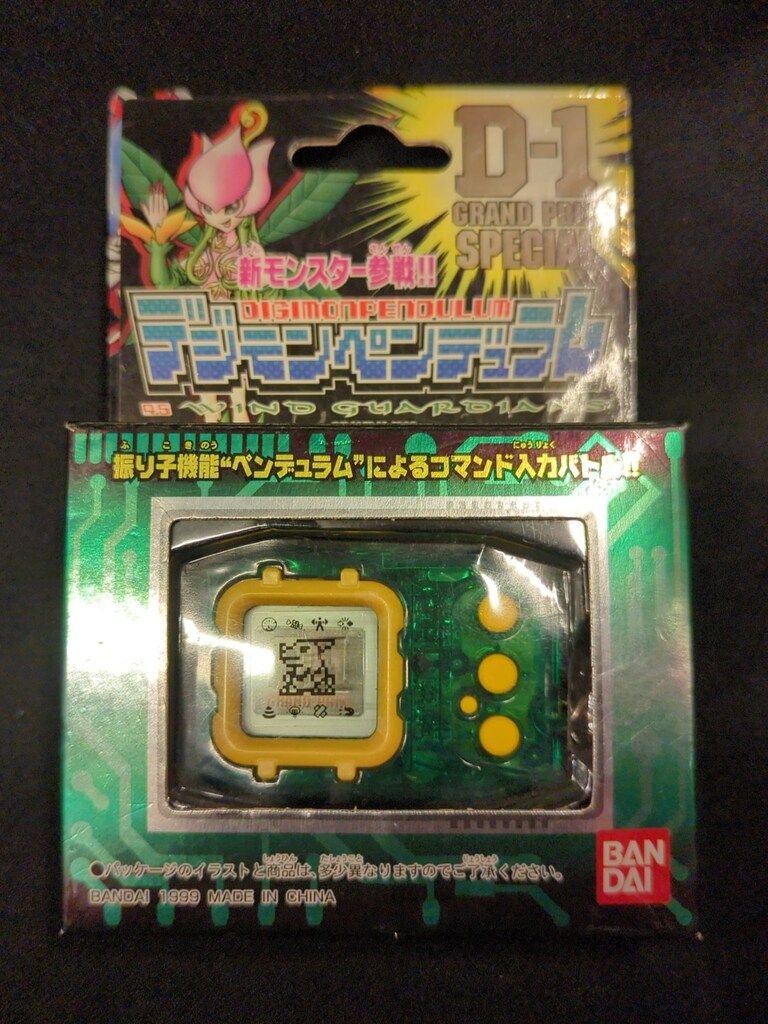 D-1
GRAND PRIX
SPECIAL
新モンスター参戦!!
DIGIMONPENDULUM
デジモンペンデュラム
WIND GUARDIANS
振り子機能“ペンデュラム”によるコマンド入力バトル!!
●パッケージのイラストと商品は、多少異なりますのでご了承ください。
BANDAI 1999 MADE IN CHINA
BAN
DAI